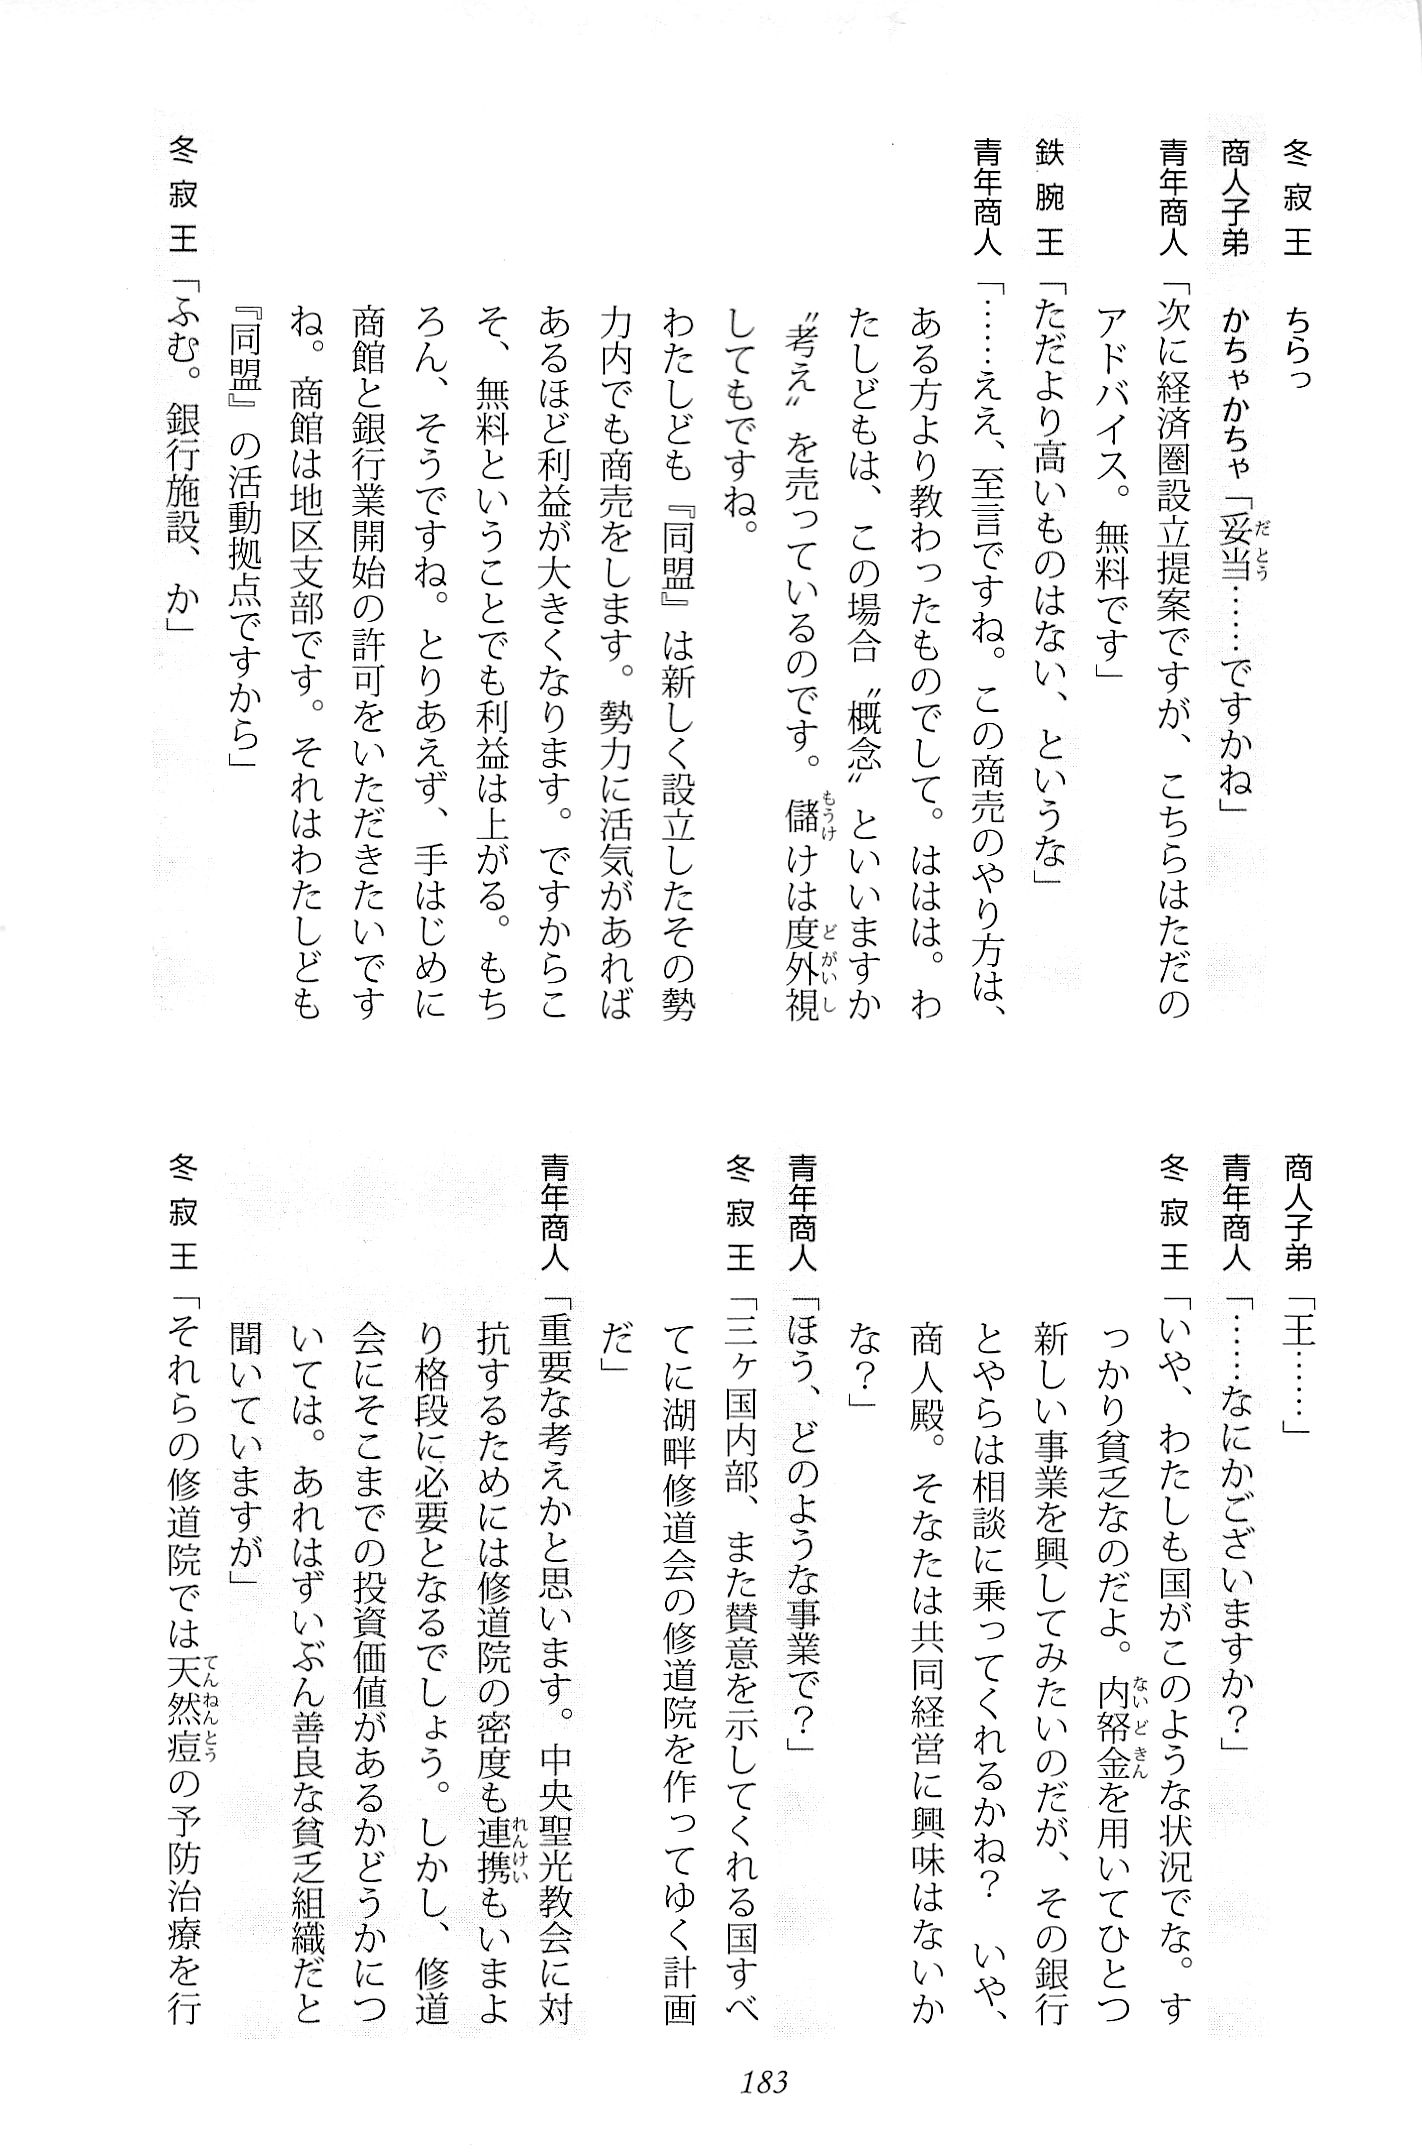 冬寂王　ちらっ
商人子弟　かちゃかちゃ「妥当……ですかね」
青年商人「次に経済圏設立提案ですが、こちらはただの
アドバイス。無料です」
鉄腕王「ただより高いものはない、というな」
青年商人「……ええ、至言ですね。この商売のやり方は、
ある方より教わったものでして。ははは。わ
たしどもは、この場合〝概念〟といいますか
〝考え〟を売っているのです。儲けは度外視
してもですね。
わたしども『同盟』は新しく設立したその勢
力内でも商売をします。勢力に活気があれば
あるほど利益が大きくなります。ですからこ
そ、無料ということでも利益は上がる。もち
ろん、そうですね。とりあえず、手はじめに
商館と銀行業開始の許可をいただきたいです
ね。商館は地区支部です。それはわたしども
『同盟』の活動拠点ですから」
冬寂王「ふむ。銀行施設、か」
商人子弟「王……」
青年商人「……なにかございますか？」
冬寂王「いや、わたしも国がこのような状況でな。す
っかり貧乏なのだよ。内帑金を用いてひとつ
新しい事業を興してみたいのだが、その銀行
とやらは相談に乗ってくれるかね？　いや、
商人殿。そなたは共同経営に興味はないか
な？」
青年商人「ほう、どのような事業で？」
冬寂王「三ヶ国内部、また賛意を示してくれる国すべ
てに湖畔修道会の修道院を作ってゆく計画
だ」
青年商人「重要な考えかと思います。中央聖光教会に対
抗するためには修道院の密度も連携もいまよ
り格段に必要となるでしょう。しかし、修道
会にそこまでの投資価値があるかどうかにつ
いては。あれはずいぶん善良な貧乏組織だと
聞いていますが」
冬寂王「それらの修道院では天然痘の予防治療を行
183